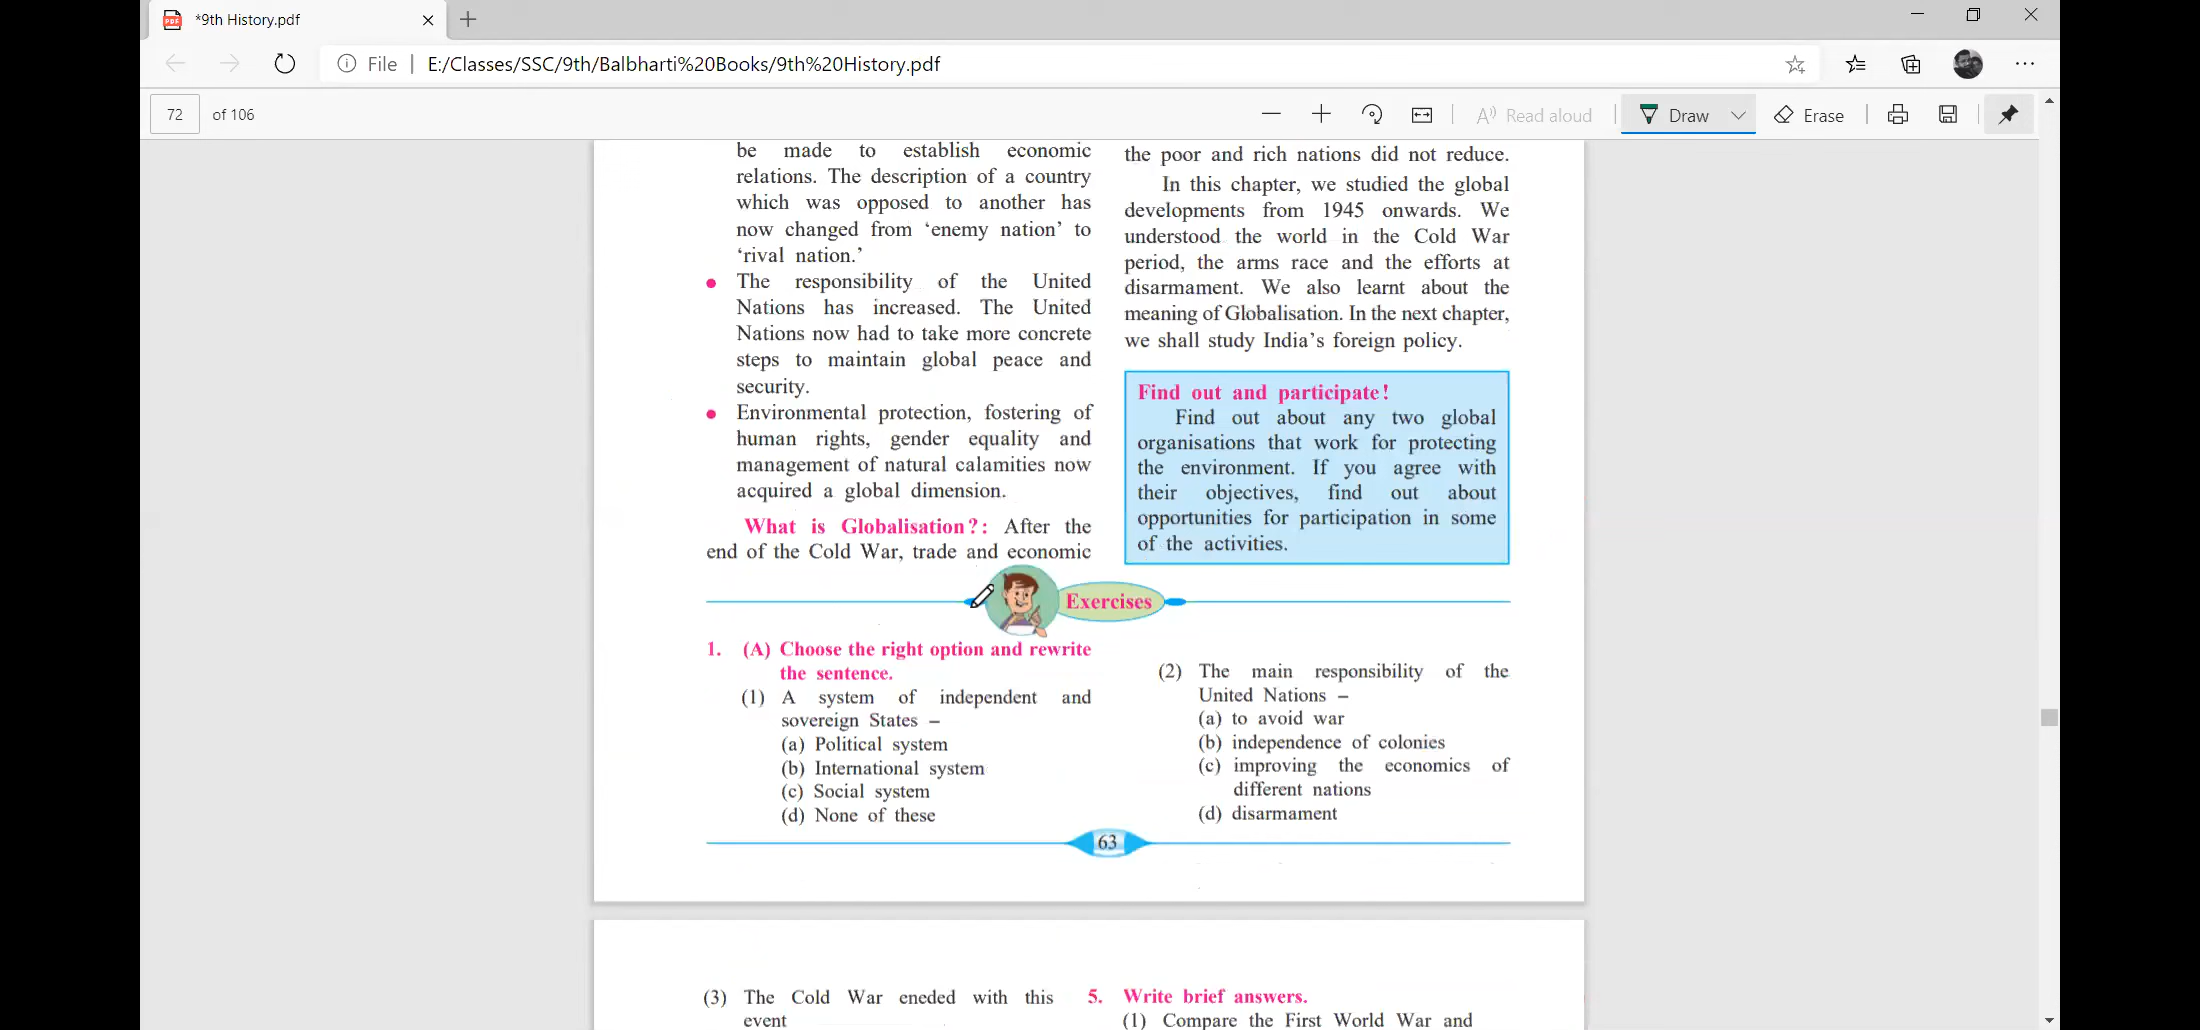 *9th History.pdf
File
E:/Classes/SSC/9th/Balbharti%20Books/9th%20History.pdf
72 of 106
Read aloud
Draw
Erase
be made to establish economic
relations. The description of a country
which was opposed to another has
now changed from ‘enemy nation’ to
‘rival nation.’
• The responsibility of the United
Nations has increased. The United
Nations now had to take more concrete
steps to maintain global peace and
security.
• Environmental protection, fostering of
human rights, gender equality and
management of natural calamities now
acquired a global dimension.
What is Globalisation?: After the
end of the Cold War, trade and economic
the poor and rich nations did not reduce.
In this chapter, we studied the global
developments from 1945 onwards. We
understood the world in the Cold War
period, the arms race and the efforts at
disarmament. We also learnt about the
meaning of Globalisation. In the next chapter,
we shall study India’s foreign policy.
Find out and participate!
Find out about any two global
organisations that work for protecting
the environment. If you agree with
their objectives, find out about
opportunities for participation in some
of the activities.
Exercises
1. (A) Choose the right option and rewrite
the sentence.
(1) A system of independent and
sovereign States –
(a) Political system
(b) International system
(c) Social system
(d) None of these
(2) The main responsibility of the
United Nations –
(a) to avoid war
(b) independence of colonies
(c) improving the economics of
different nations
(d) disarmament
63
(3) The Cold War eneded with this
event
5. Write brief answers.
(1) Compare the First World War and